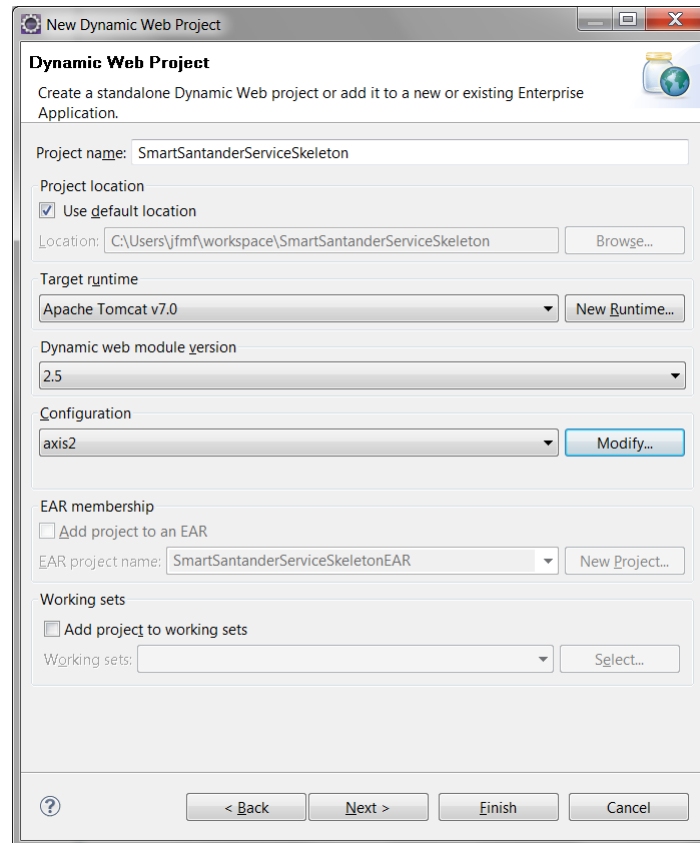 New Dynamic Web Project
Dynamic Web Project
Create a standalone Dynamic Web project or add it to a new or existing Enterprise
Application.
Project name: SmartSantanderServiceSkeleton
Project location
Use default location
Location: C:\Users\jfmf\workspace\SmartSantanderServiceSkeleton Browse...
Target runtime
Apache Tomcat v7.0 New Runtime...
Dynamic web module version
2.5
Configuration
axis2 Modify...
EAR membership
Add project to an EAR
EAR project name: SmartSantanderServiceSkeletonEAR New Project...
Working sets
Add project to working sets
Working sets: Select...
? < Back Next > Finish Cancel